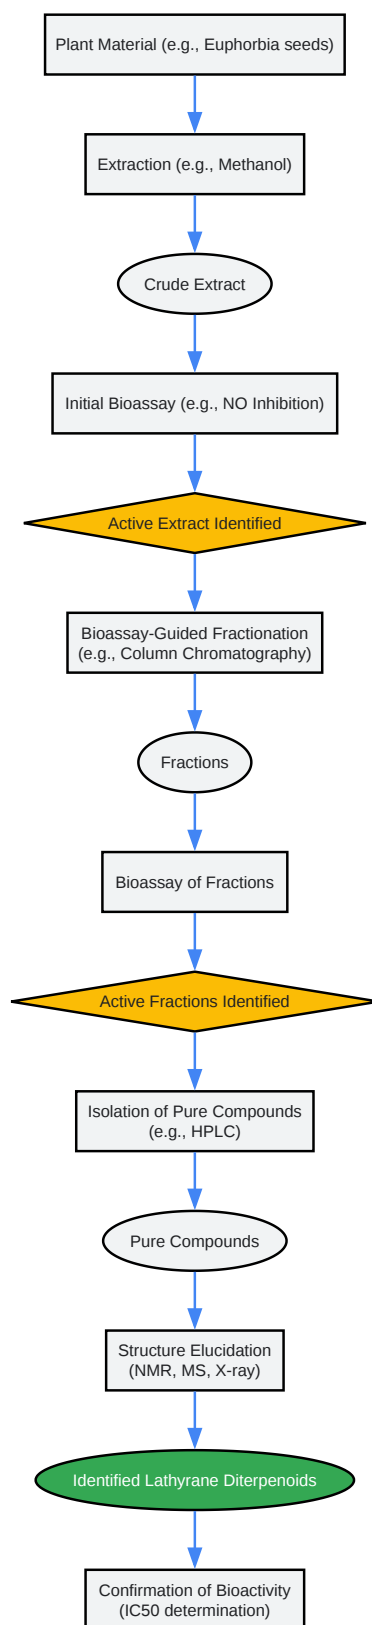 Plant Material (e.g., Euphorbia seeds)
Extraction (e.g., Methanol)
Crude Extract
Initial Bioassay (e.g., NO Inhibition)
Active Extract Identified
Bioassay-Guided Fractionation
(e.g., Column Chromatography)
Fractions
Bioassay of Fractions
Active Fractions Identified
Isolation of Pure Compounds
(e.g., HPLC)
Pure Compounds
Structure Elucidation
(NMR, MS, X-ray)
Identified Lathyrane Diterpenoids
Confirmation of Bioactivity
(IC50 determination)